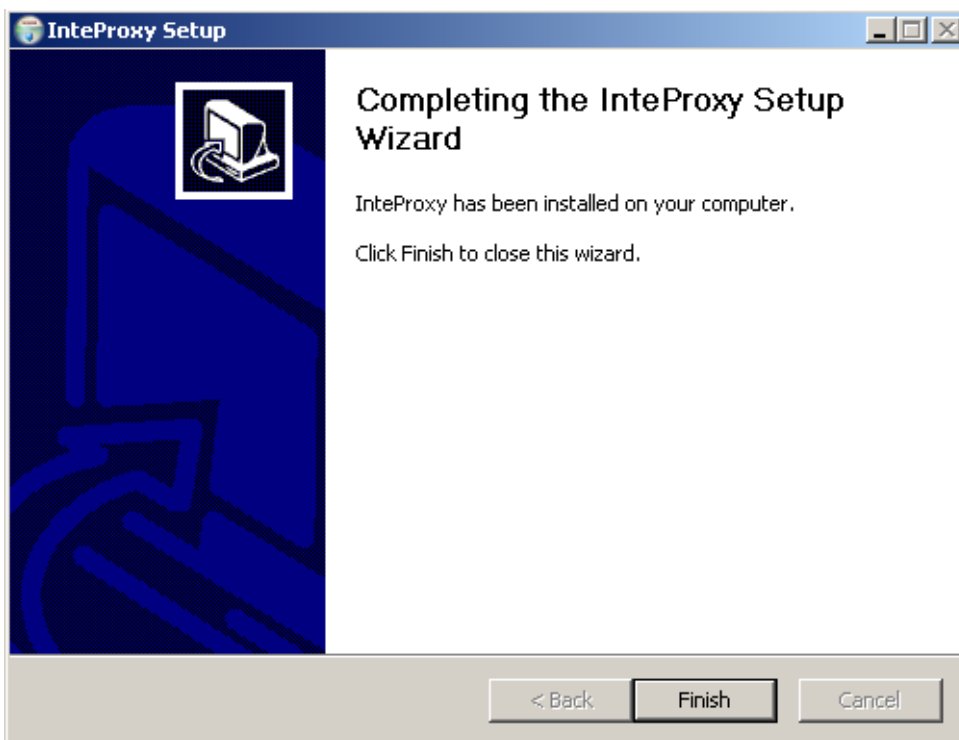 InteProxy Setup
Completing the InteProxy Setup
Wizard
InteProxy has been installed on your computer.
Click Finish to close this wizard.
< Back
Finish
Cancel